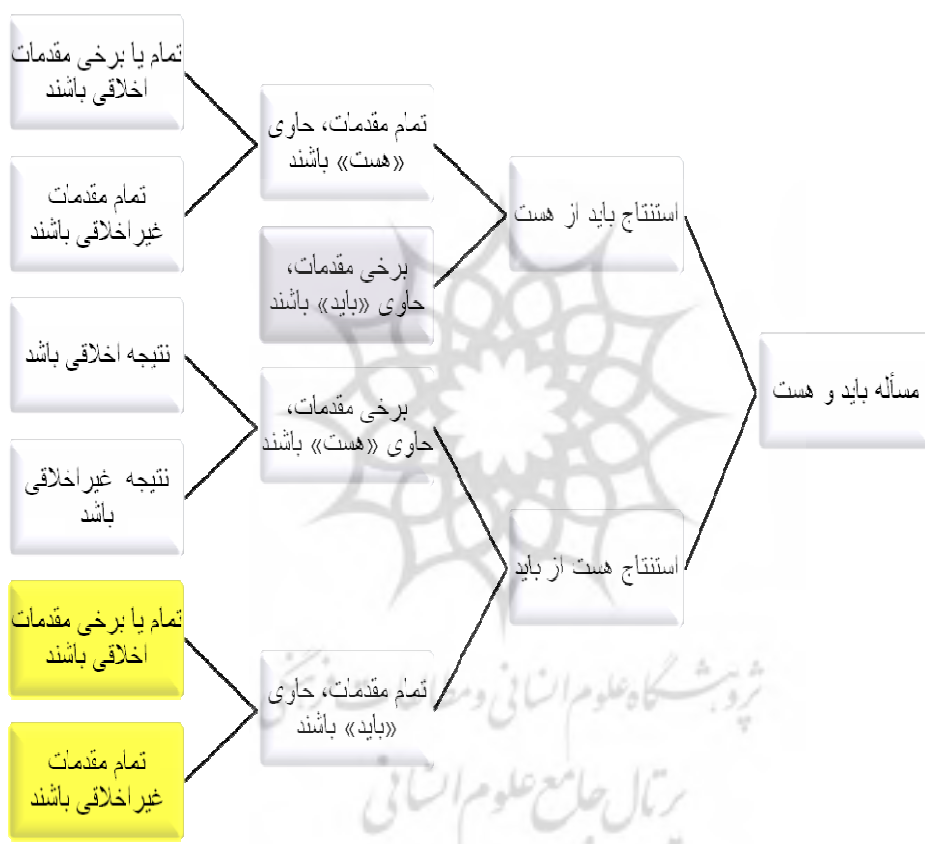 مسأله باید و هست
استنتاج باید از هست
تمام مقدمات، حاوی
«هست» باشند
تمام یا برخی مقدمات
اخلاقی باشند
تمام مقدمات
غیراخلاقی باشند
برخی مقدمات،
حاوی «باید» باشند
استنتاج هست از باید
برخی مقدمات،
حاوی «هست» باشند
نتیجه اخلاقی باشد
نتیجه غیراخلاقی
باشد
تمام مقدمات، حاوی
«باید» باشند
تمام یا برخی مقدمات
اخلاقی باشند
تمام مقدمات
غیراخلاقی باشند
پژوهشگاه علوم انسانی و مطالعات فرهنگی
پرتال جامع علوم انسانی